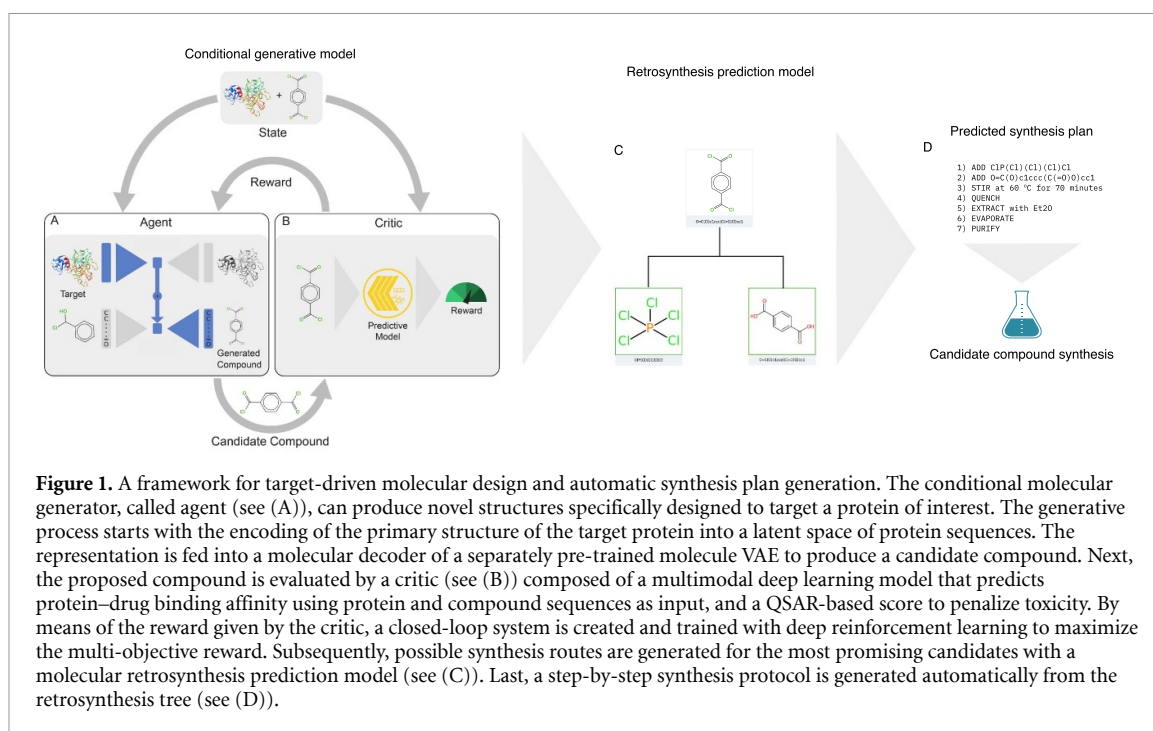 Conditional generative model
State
Reward
A
Agent
Target
Generated
Compound
B
Critic
Predictive
Model
Reward
Candidate Compound
Retrosynthesis prediction model
C
Predicted synthesis plan
D
1) ADD ClP(Cl)(Cl)(Cl)Cl
2) ADD O=C(O)c1ccc(C(=O)O)cc1
3) STIR at 60 °C for 70 minutes
4) QUENCH
5) EXTRACT with Et2O
6) EVAPORATE
7) PURIFY
Candidate compound synthesis
Figure 1. A framework for target-driven molecular design and automatic synthesis plan generation. The conditional molecular
generator, called agent (see (A)), can produce novel structures specifically designed to target a protein of interest. The generative
process starts with the encoding of the primary structure of the target protein into a latent space of protein sequences. The
representation is fed into a molecular decoder of a separately pre-trained molecule VAE to produce a candidate compound. Next,
the proposed compound is evaluated by a critic (see (B)) composed of a multimodal deep learning model that predicts
protein–drug binding affinity using protein and compound sequences as input, and a QSAR-based score to penalize toxicity. By
means of the reward given by the critic, a closed-loop system is created and trained with deep reinforcement learning to maximize
the multi-objective reward. Subsequently, possible synthesis routes are generated for the most promising candidates with a
molecular retrosynthesis prediction model (see (C)). Last, a step-by-step synthesis protocol is generated automatically from the
retrosynthesis tree (see (D)).